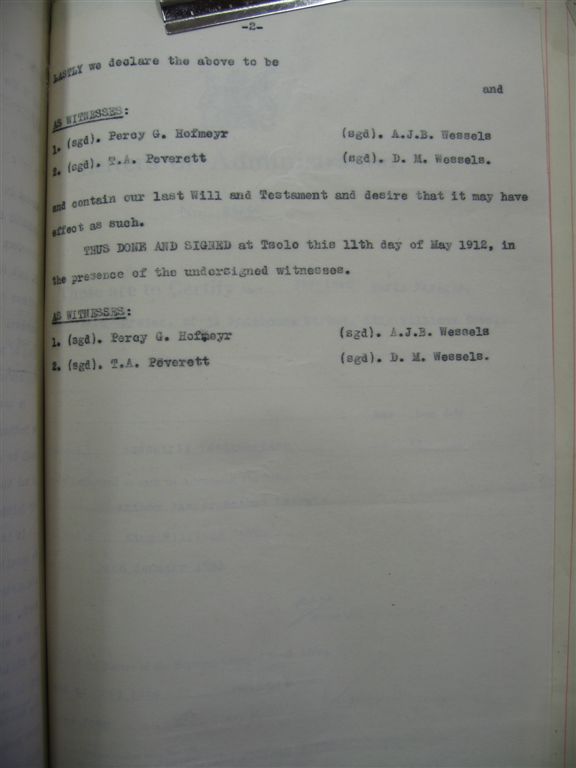 -2-
LASTLY we declare the above to be
and
AS WITNESSES:
1. (sgd). Percy G. Hofmeyr (sgd). A.J.B. Wessels
2. (sgd). T.A. Poverett (sgd). D. M. Wessels.
and contain our last Will and Testament and desire that it may have
effect as such.
THUS DONE AND SIGNED at Tsolo this 11th day of May 1912, in
the presence of the undersigned witnesses.
AS WITNESSES:
1. (sgd). Percy G. Hofmeyr (sgd). A.J.B. Wessels
2. (sgd). T.A. Poverett (sgd). D. M. Wessels.